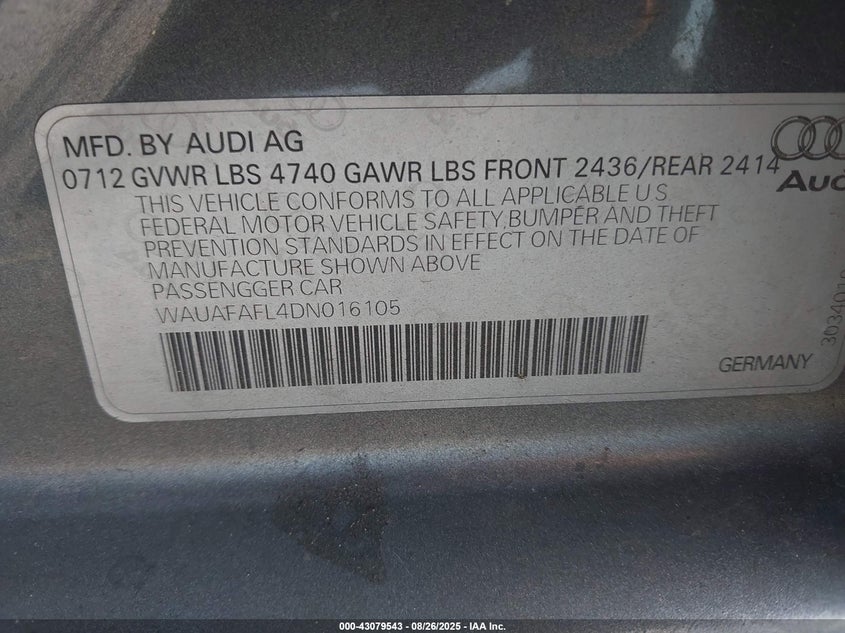 MFD. BY AUDI AG
0712 GVWR LBS 4740 GAWR LBS FRONT 2436/REAR 2414
THIS VEHICLE CONFORMS TO ALL APPLICABLE U S
FEDERAL MOTOR VEHICLE SAFETY, BUMPER AND THEFT
PREVENTION STANDARDS IN EFFECT ON THE DATE OF
MANUFACTURE SHOWN ABOVE
PASSENGGER CAR
WAUAFAFL4DN016105
Audi
GERMANY
000-43079543 - 08/26/2025 - IAA Inc.